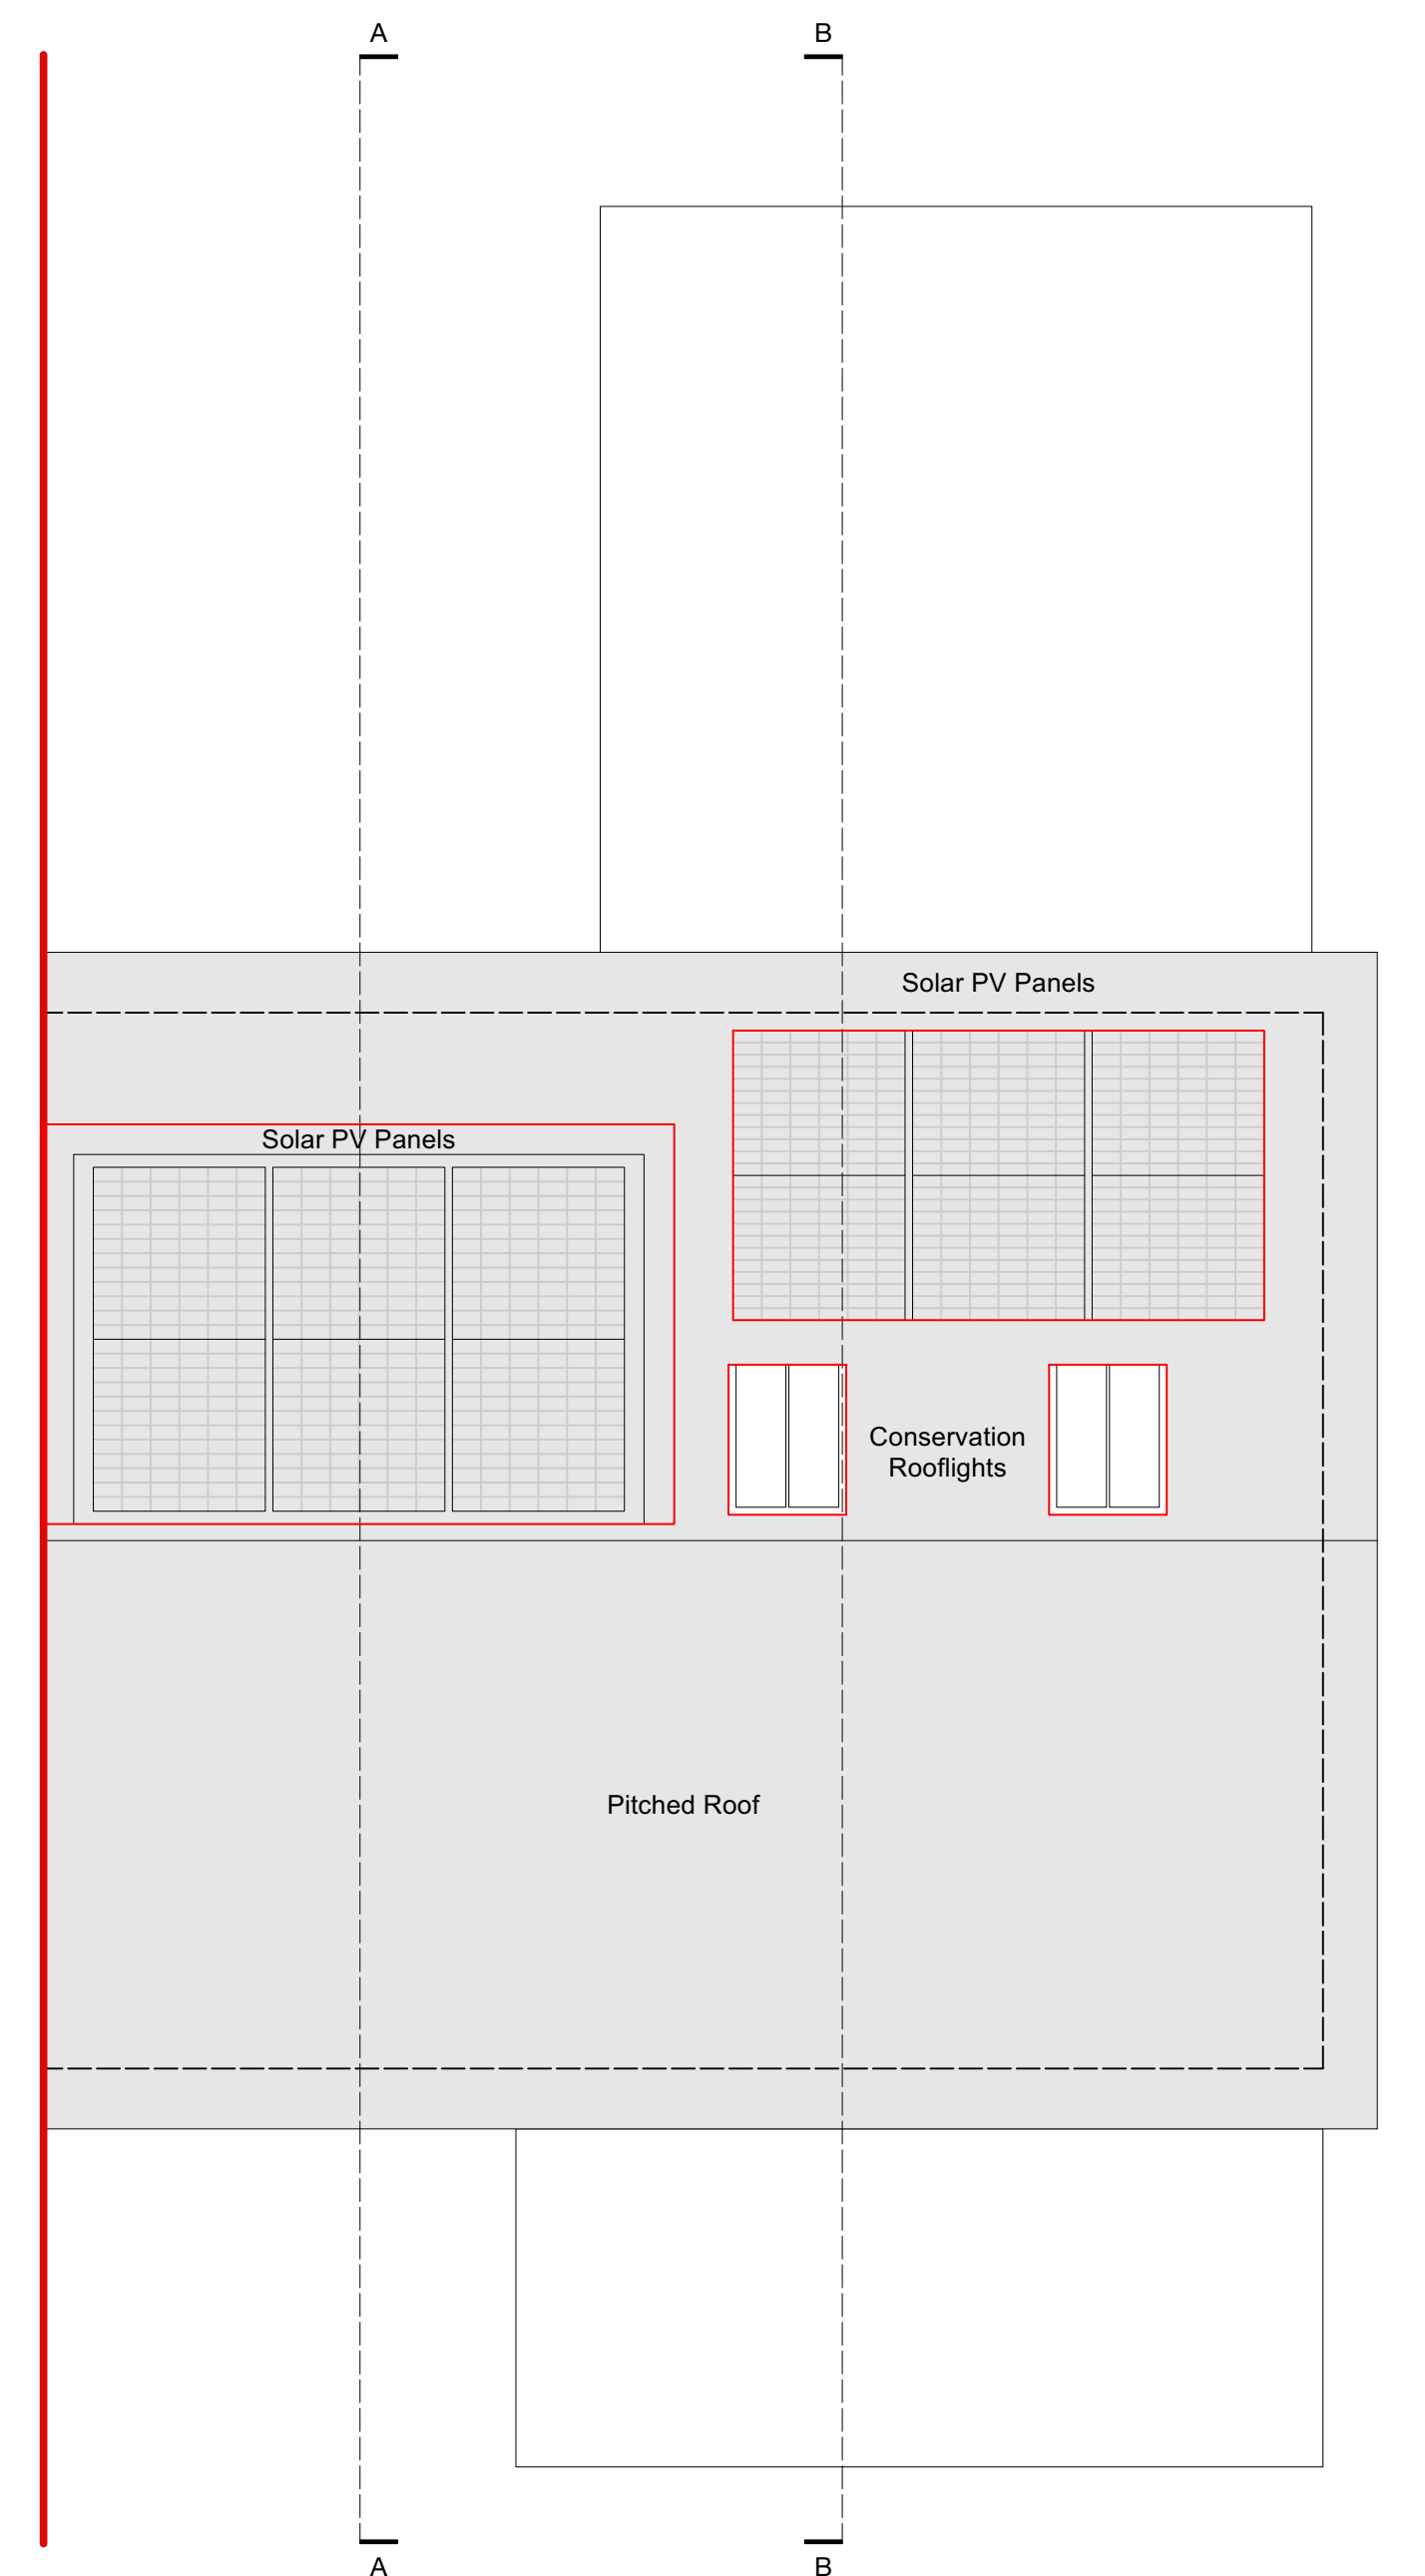 A
B
Solar PV Panels
Solar PV Panels
Conservation
Rooflights
Pitched Roof
A
B